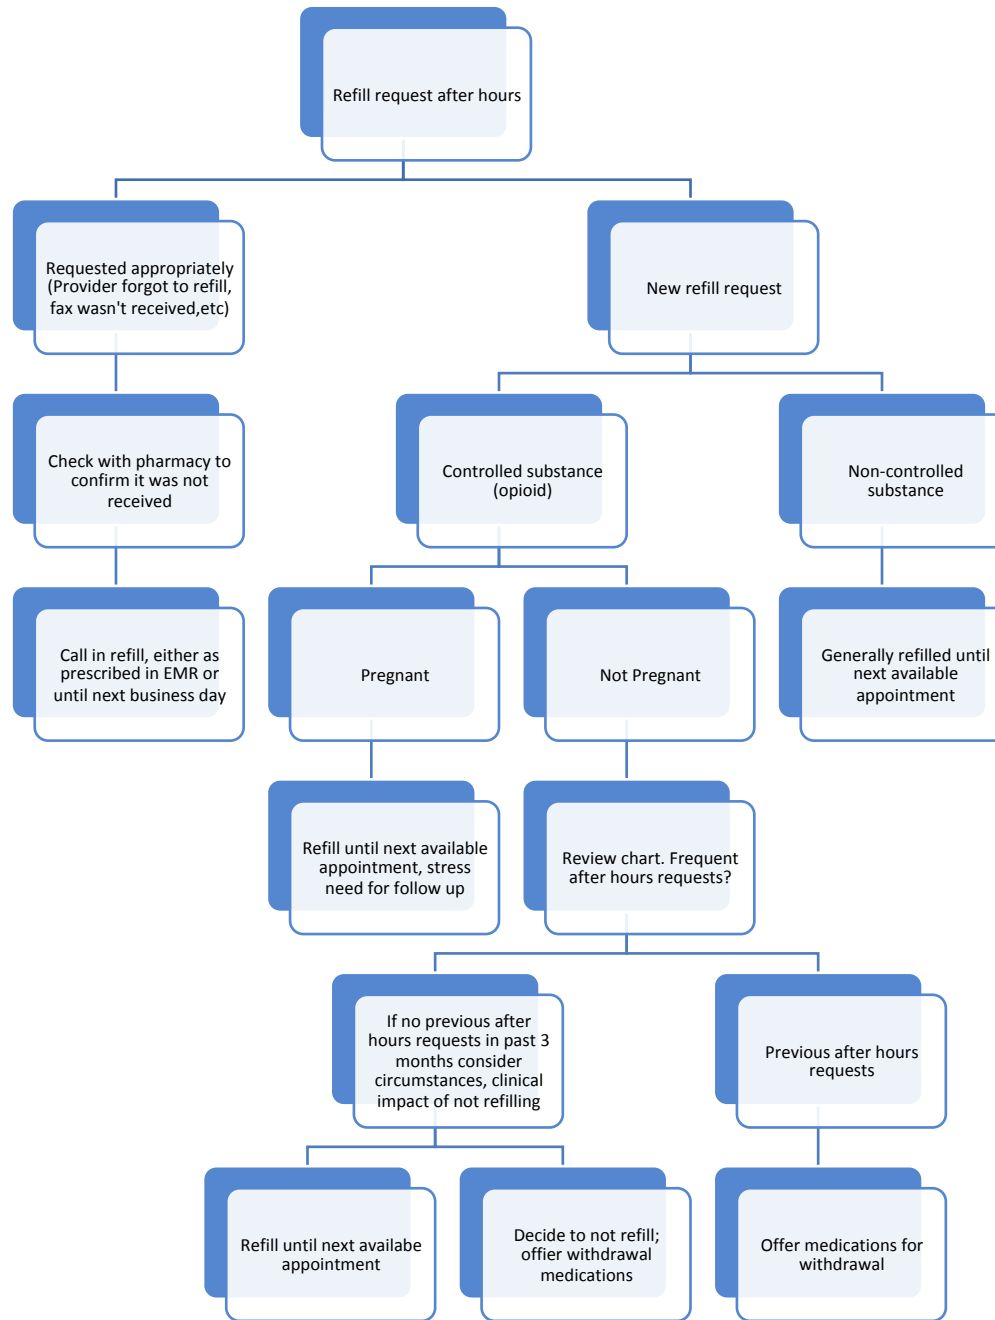 Refill request after hours
Requested appropriately
(Provider forgot to refill,
fax wasn't received,etc)
New refill request
Check with pharmacy to
confirm it was not
received
Controlled substance
(opioid)
Non-controlled
substance
Call in refill, either as
prescribed in EMR or
until next business day
Pregnant
Not Pregnant
Generally refilled until
next available
appointment
Refill until next available
appointment, stress
need for follow up
Review chart. Frequent
after hours requests?
If no previous after
hours requests in past 3
months consider
circumstances, clinical
impact of not refilling
Previous after hours
requests
Refill until next availabe
appointment
Decide to not refill;
offier withdrawal
medications
Offer medications for
withdrawal